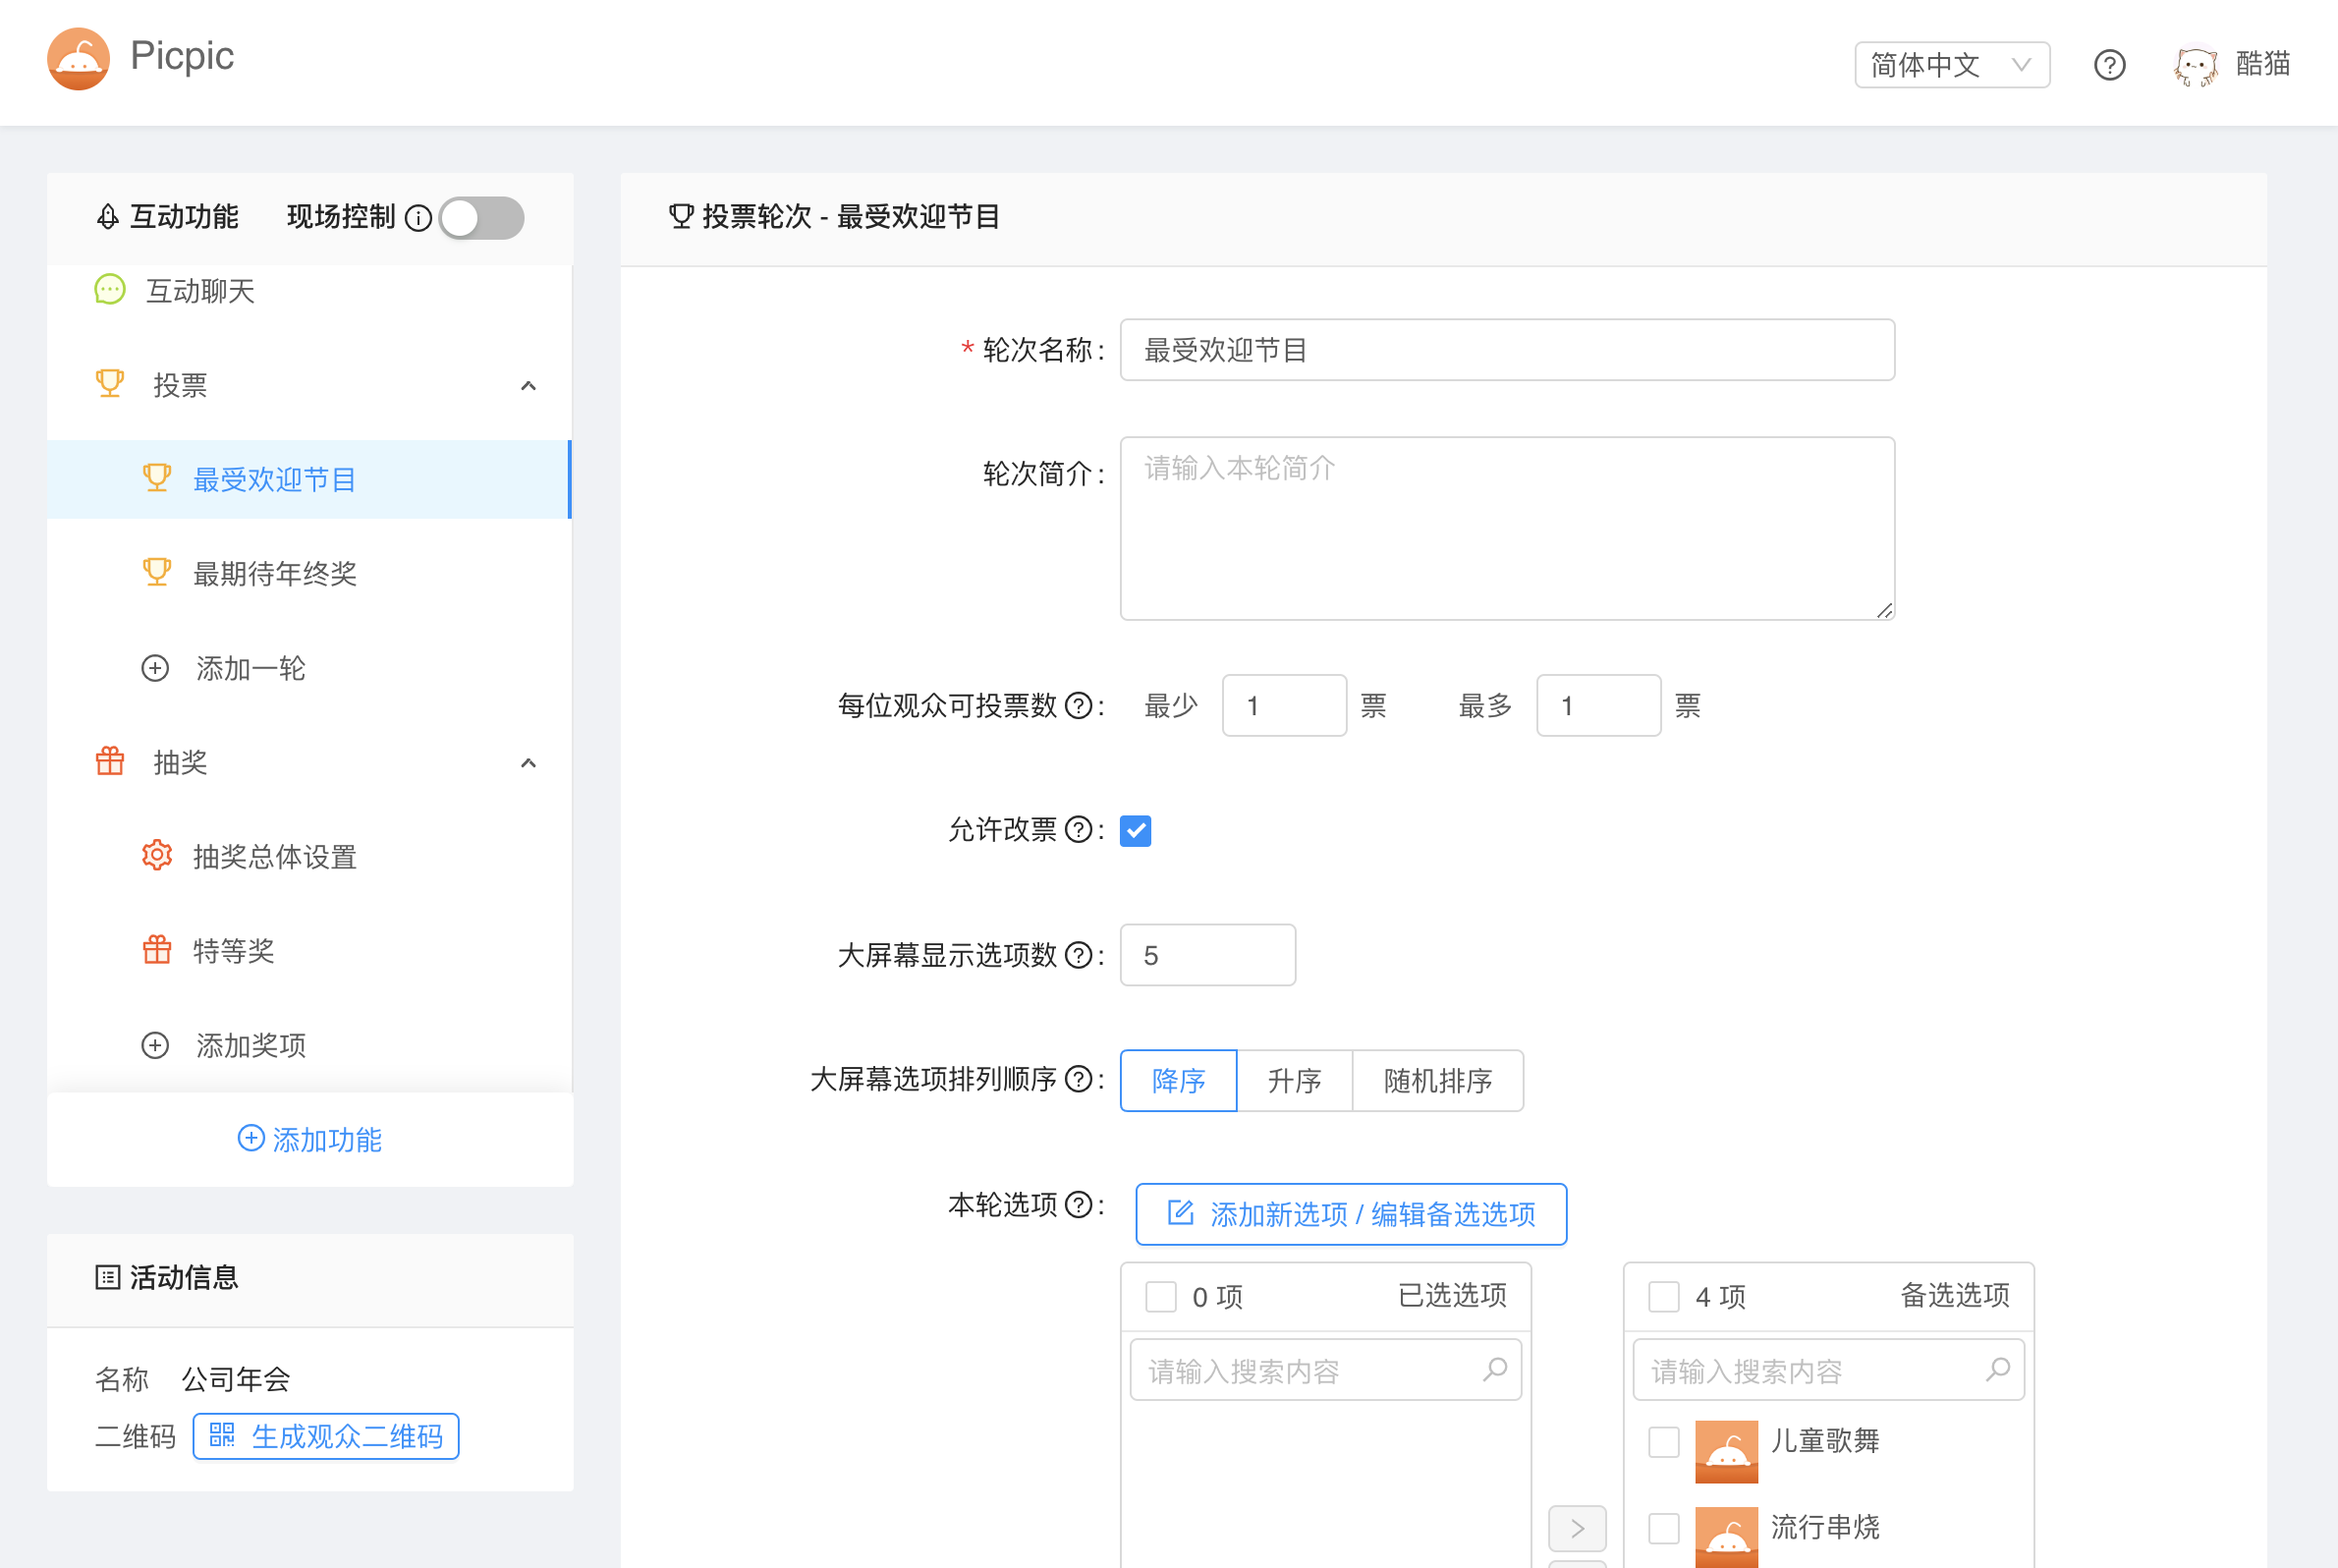 Picpic
简体中文
酷猫
互动功能 现场控制
互动聊天
投票
最受欢迎节目
最期待年终奖
添加一轮
抽奖
抽奖总体设置
特等奖
添加奖项
添加功能
活动信息
名称 公司年会
二维码 生成观众二维码
投票轮次 - 最受欢迎节目
* 轮次名称: 最受欢迎节目
轮次简介: 请输入本轮简介
每位观众可投票数: 最少 1 票 最多 1 票
允许改票:
大屏幕显示选项数: 5
大屏幕选项排列顺序: 降序 升序 随机排序
本轮选项: 添加新选项 / 编辑备选选项
0 项 已选选项
请输入搜索内容
4 项 备选选项
请输入搜索内容
儿童歌舞
流行串烧